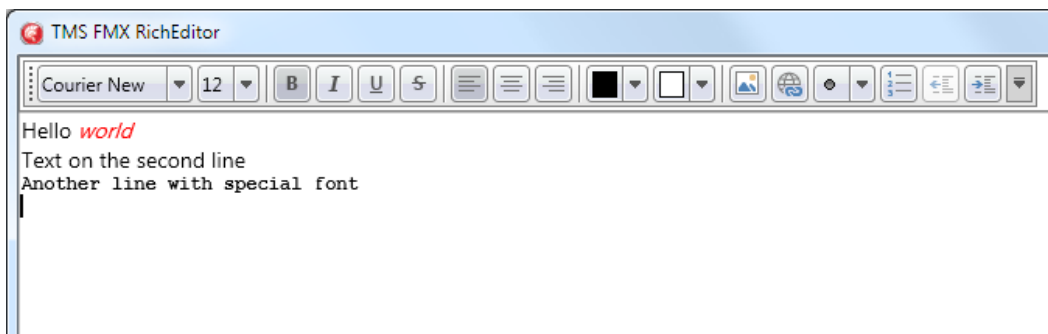 TMS FMX RichEditor
Courier New 12 B I U S
Hello world
Text on the second line
Another line with special font